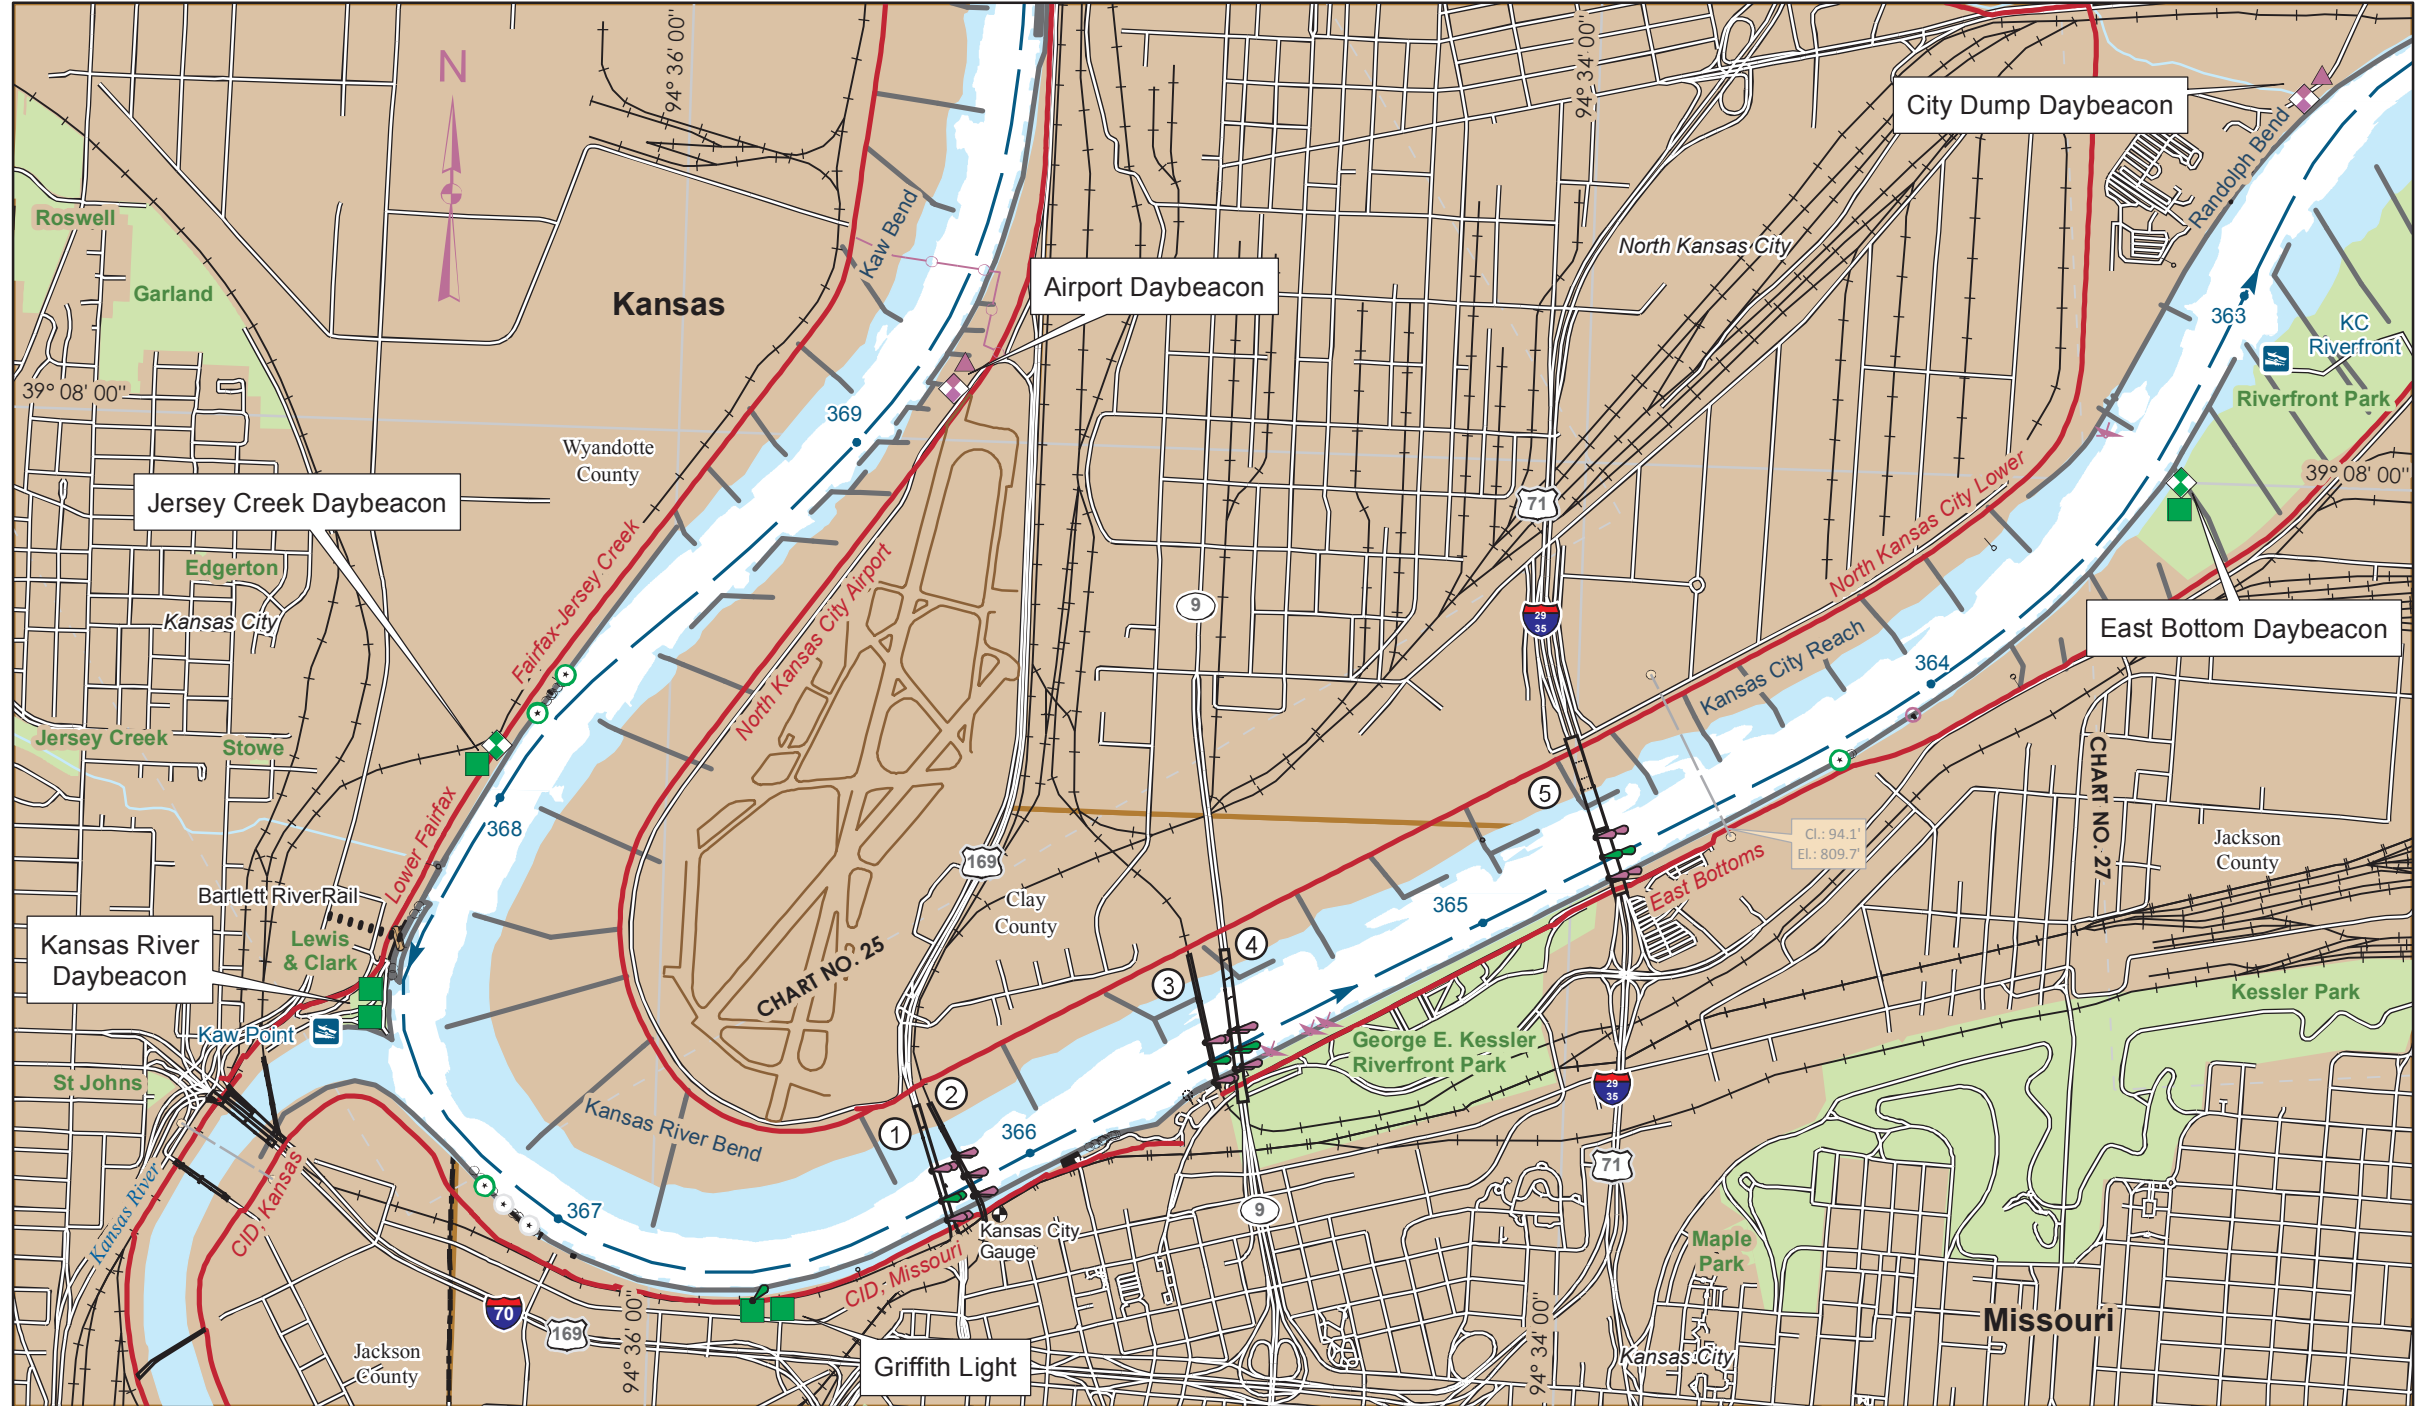 N
94° 36' 00"
94° 34' 00"
City Dump Daybeacon
Randolph Bend
Roswell
Kaw Bend
North Kansas City
Garland
Kansas
Airport Daybeacon
363
KC
Riverfront
39° 08' 00"
Riverfront Park
369
Wyandotte
County
39° 08' 00"
Jersey Creek Daybeacon
71
North Kansas City Lower
Fairfax-Jersey Creek
North Kansas City Airport
Edgerton
Kansas City
9
29
35
East Bottom Daybeacon
Kansas City Reach
364
Jersey Creek
Stowe
CHART NO. 27
5
368
Cl.: 94.1'
El.: 809.7'
Jackson
County
Lower Fairfax
169
East Bottoms
Bartlett RiverRail
Clay
County
365
Kansas River
Daybeacon
Lewis
& Clark
CHART NO. 25
4
3
Kessler Park
Kaw Point
George E. Kessler
Riverfront Park
St Johns
29
35
2
Kansas River Bend
1
366
71
Kansas River
CID, Kansas
367
9
Kansas City
Gauge
Maple
Park
CID, Missouri
70
169
94° 36' 00"
94° 34' 00"
Missouri
Jackson
County
Griffith Light
Kansas City